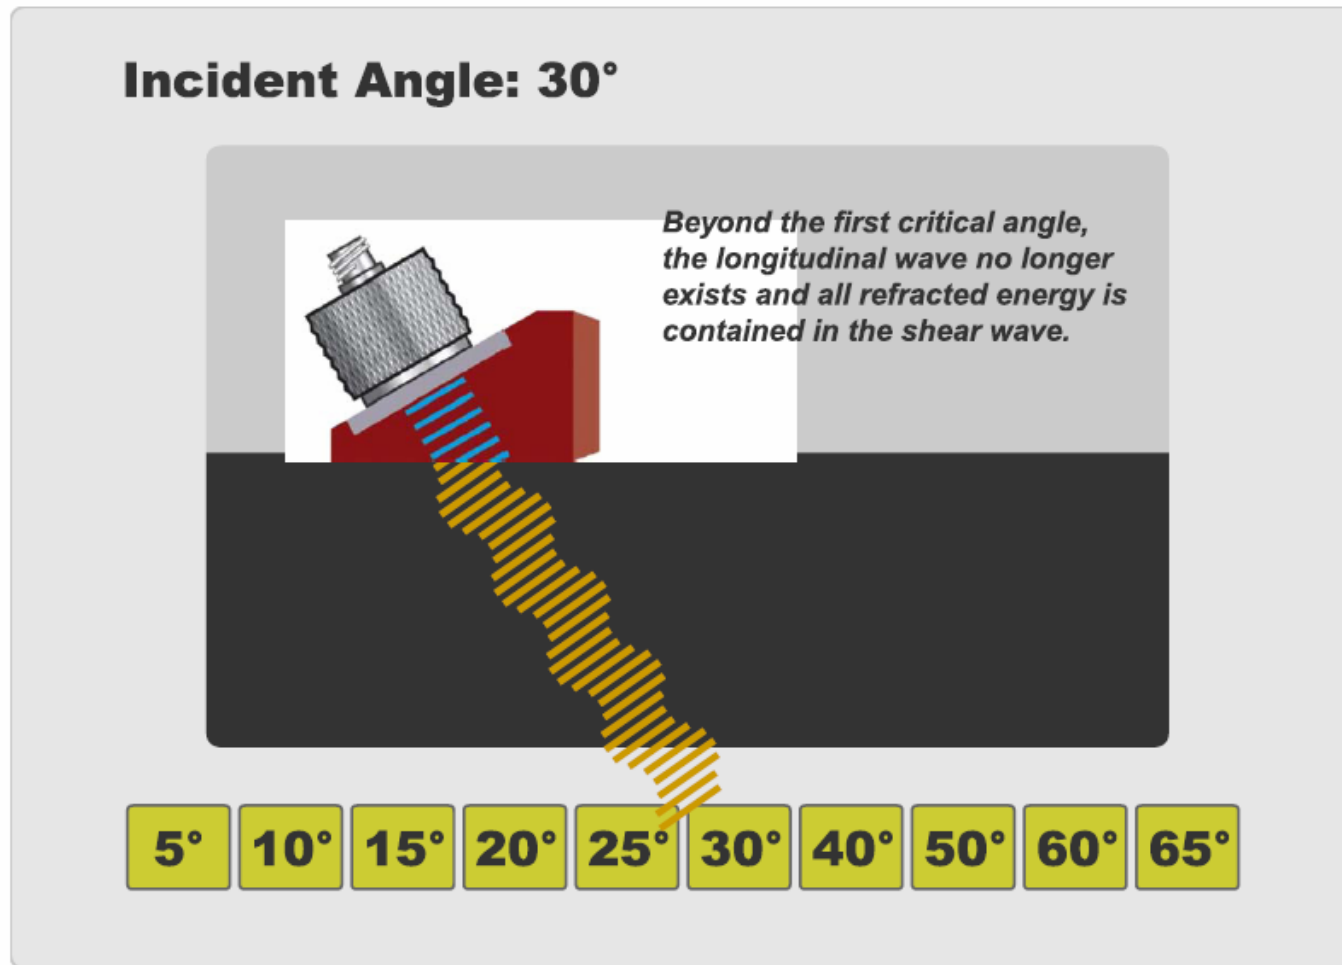 Incident Angle: 30°
Beyond the first critical angle,
the longitudinal wave no longer
exists and all refracted energy is
contained in the shear wave.
5° 10° 15° 20° 25° 30° 40° 50° 60° 65°